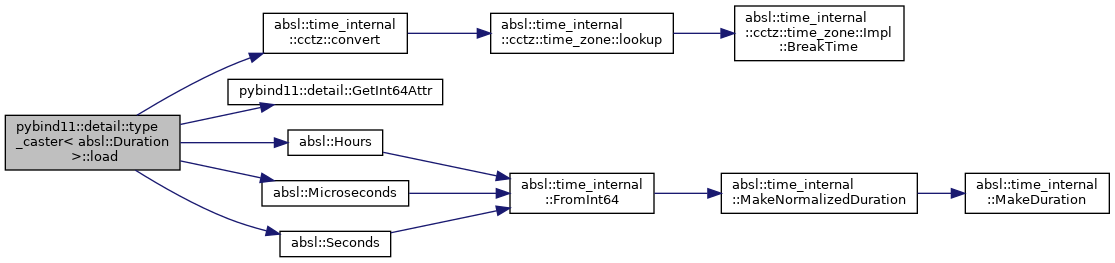 pybind11::detail::type
_caster< absl::Duration
>::load
absl::time_internal
::cctz::convert
absl::time_internal
::cctz::time_zone::lookup
absl::time_internal
::cctz::time_zone::Impl
::BreakTime
pybind11::detail::GetInt64Attr
absl::Hours
absl::Microseconds
absl::Seconds
absl::time_internal
::FromInt64
absl::time_internal
::MakeNormalizedDuration
absl::time_internal
::MakeDuration